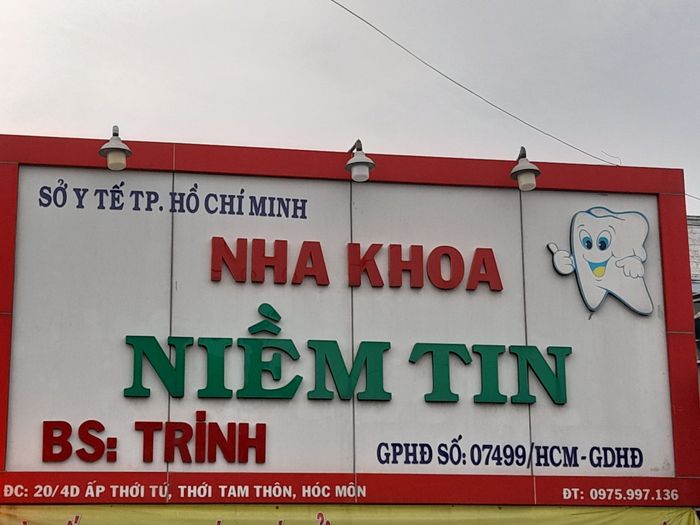 SỞ Y TẾ TP. HỒ CHÍ MINH
NHA KHOA
NIỀM TIN
BS: TRINH
GPHĐ SỐ: 07499/HCM - GDHĐ
ĐC: 20/4D ẤP THỚI TỨ, THỚI TAM THÔN, HÓC MÔN
ĐT: 0975.997.136